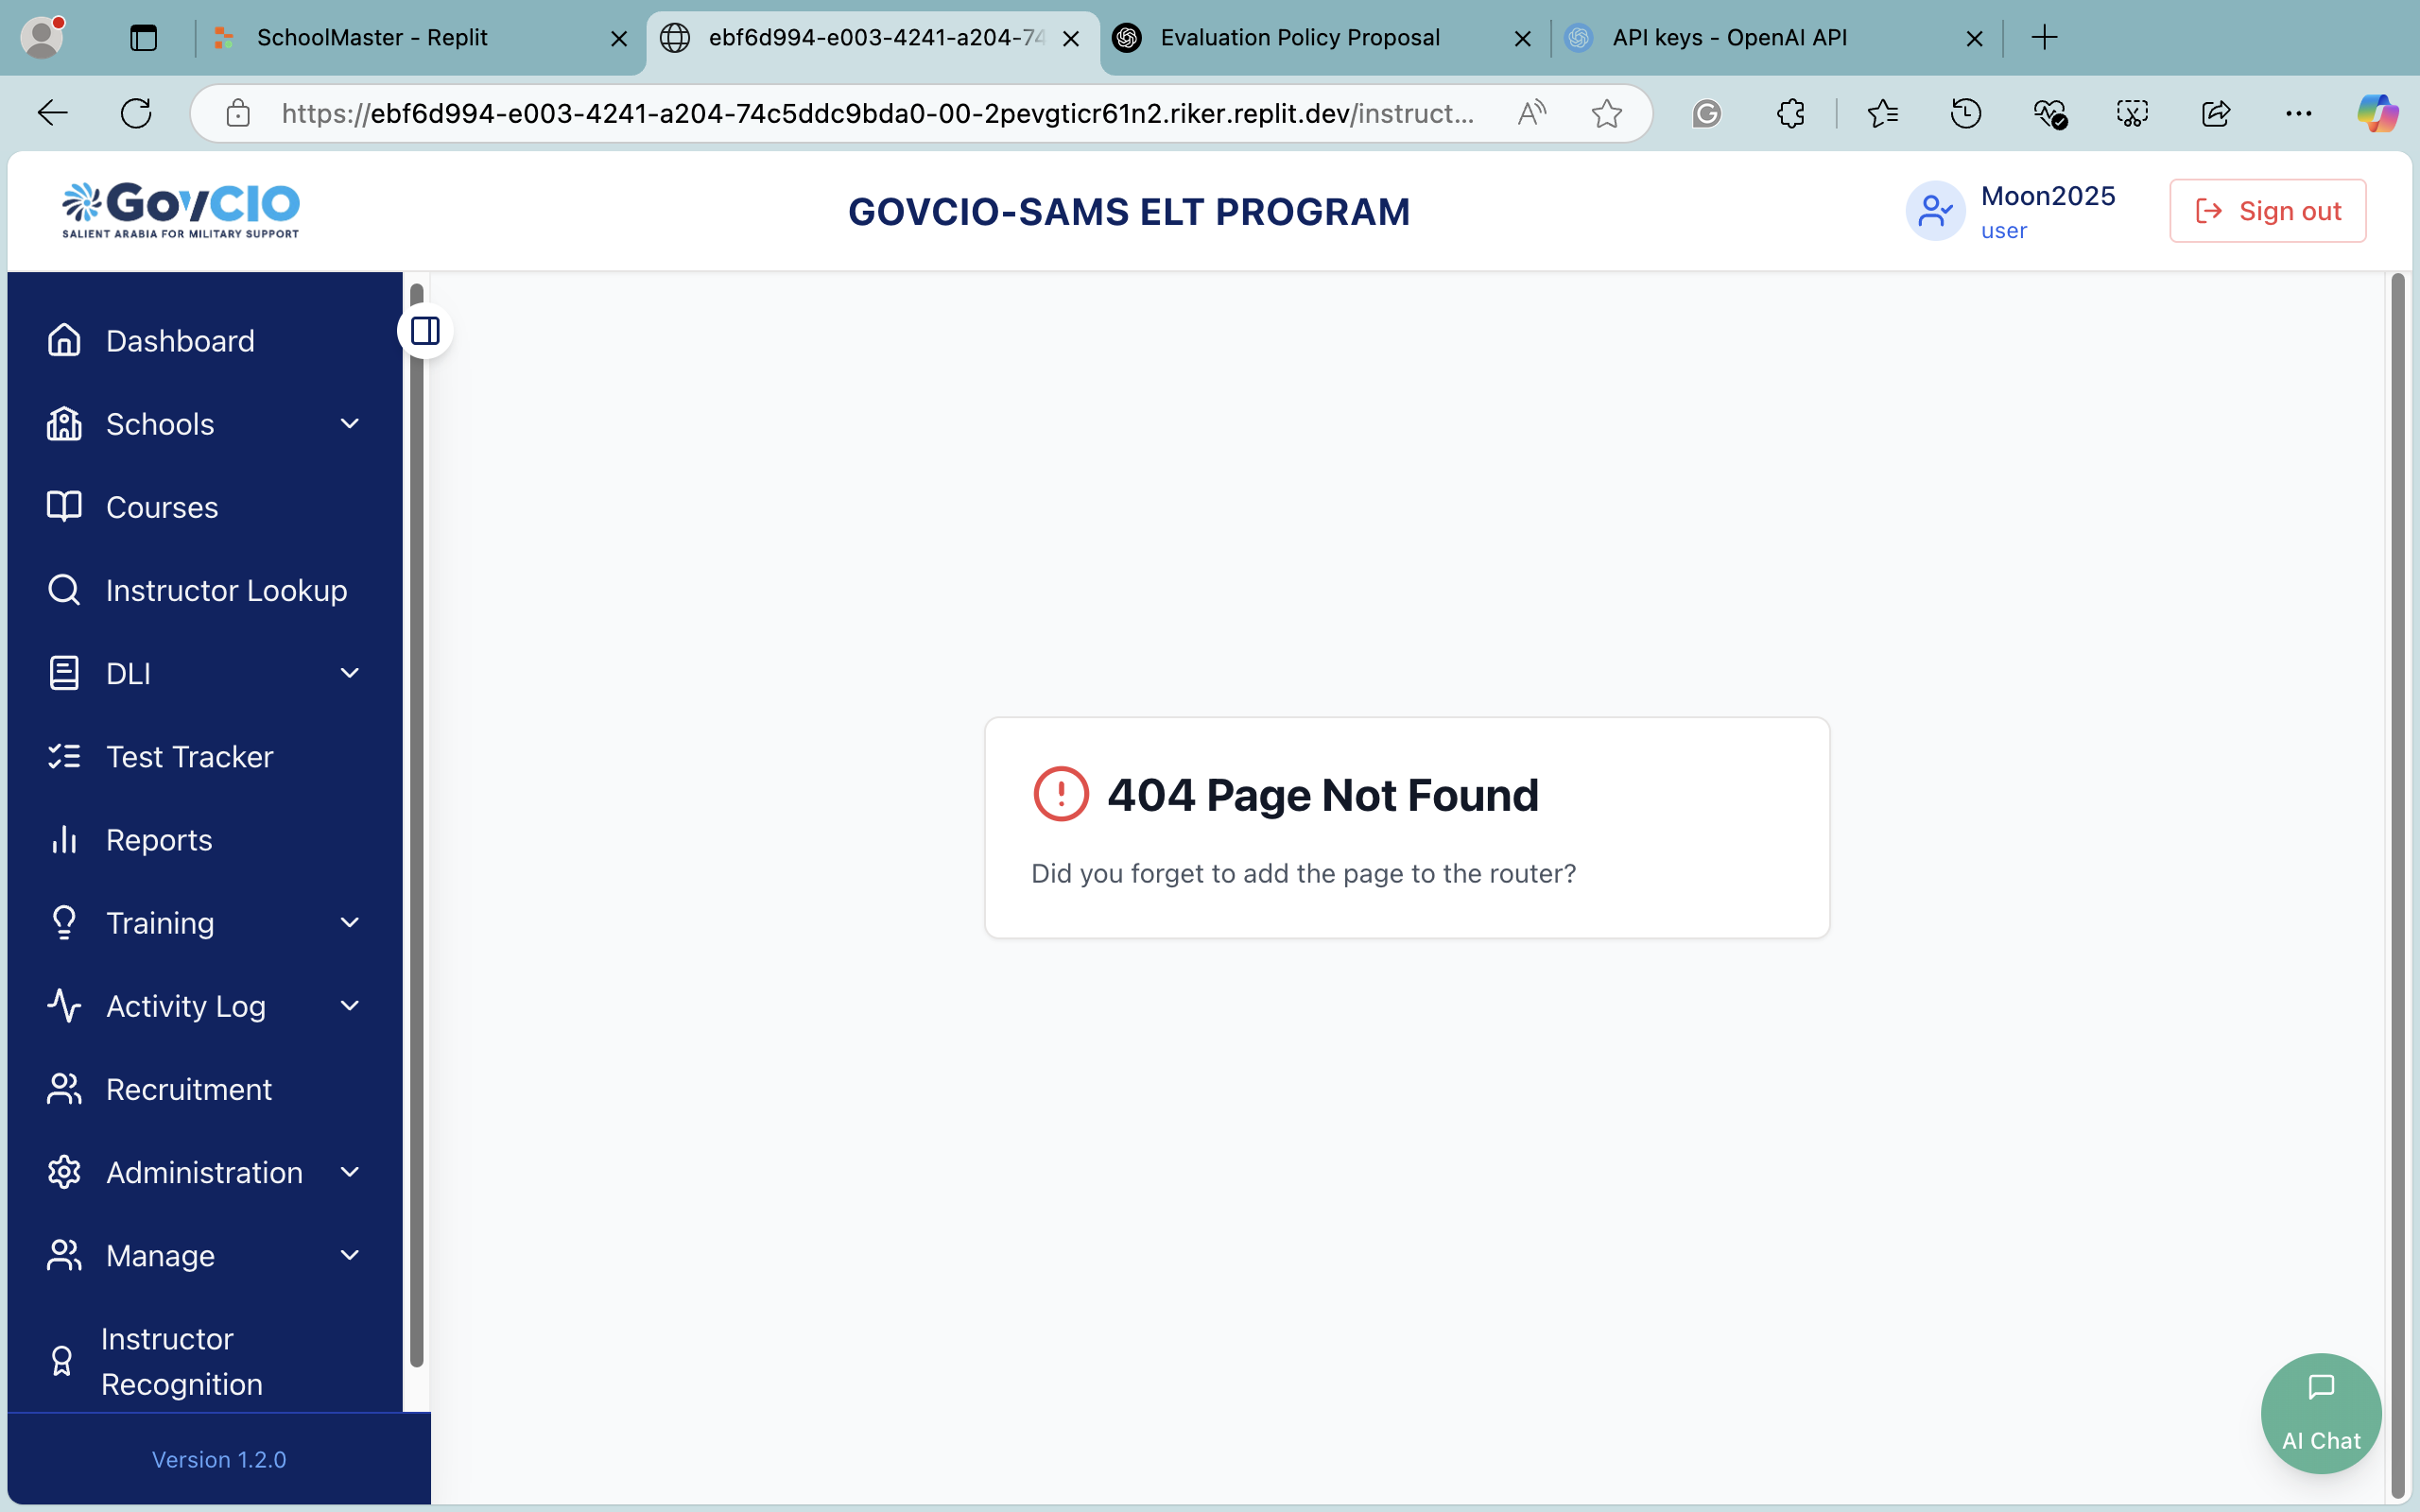 SchoolMaster - Replit
ebf6d994-e003-4241-a204-74
Evaluation Policy Proposal
API keys - OpenAI API
https://ebf6d994-e003-4241-a204-74c5ddc9bda0-00-2pevgticr61n2.riker.replit.dev/instruct...
GovCIO
SALIENT ARABIA FOR MILITARY SUPPORT
GOVCIO-SAMS ELT PROGRAM
Moon2025
user
Sign out
Dashboard
Schools
Courses
Instructor Lookup
DLI
Test Tracker
Reports
Training
Activity Log
Recruitment
Administration
Manage
Instructor
Recognition
Version 1.2.0
404 Page Not Found
Did you forget to add the page to the router?
AI Chat